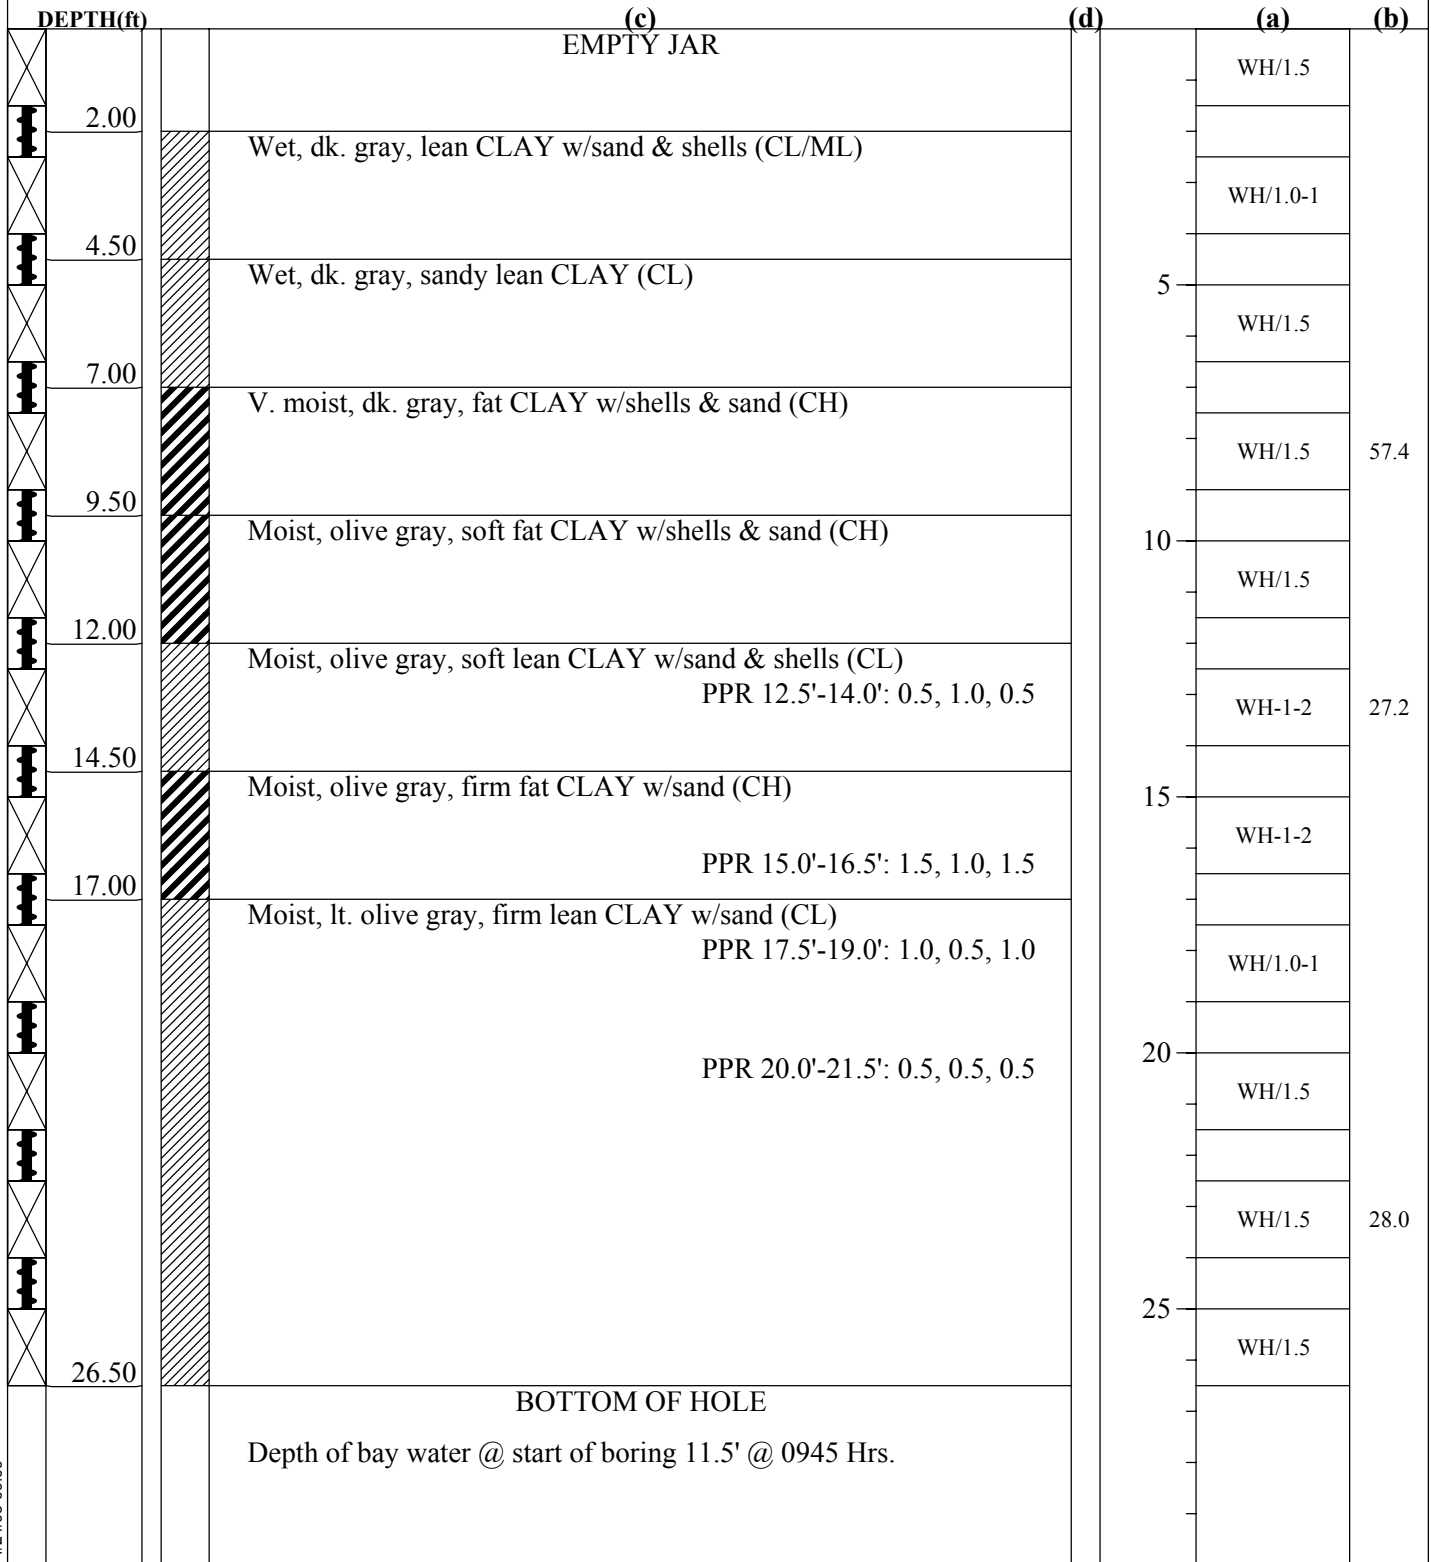 DEPTH(ft) (c) (d) (a) (b)
EMPTY JAR
WH/1.5
2.00
Wet, dk. gray, lean CLAY w/sand & shells (CL/ML)
WH/1.0-1
4.50
Wet, dk. gray, sandy lean CLAY (CL)
5
WH/1.5
7.00
V. moist, dk. gray, fat CLAY w/shells & sand (CH)
WH/1.5 57.4
9.50
Moist, olive gray, soft fat CLAY w/shells & sand (CH)
10
WH/1.5
12.00
Moist, olive gray, soft lean CLAY w/sand & shells (CL)
PPR 12.5'-14.0': 0.5, 1.0, 0.5
WH-1-2 27.2
14.50
Moist, olive gray, firm fat CLAY w/sand (CH)
15
WH-1-2
PPR 15.0'-16.5': 1.5, 1.0, 1.5
17.00
Moist, lt. olive gray, firm lean CLAY w/sand (CL)
PPR 17.5'-19.0': 1.0, 0.5, 1.0
WH/1.0-1
20
PPR 20.0'-21.5': 0.5, 0.5, 0.5
WH/1.5
WH/1.5 28.0
25
WH/1.5
26.50
BOTTOM OF HOLE
Depth of bay water @ start of boring 11.5' @ 0945 Hrs.